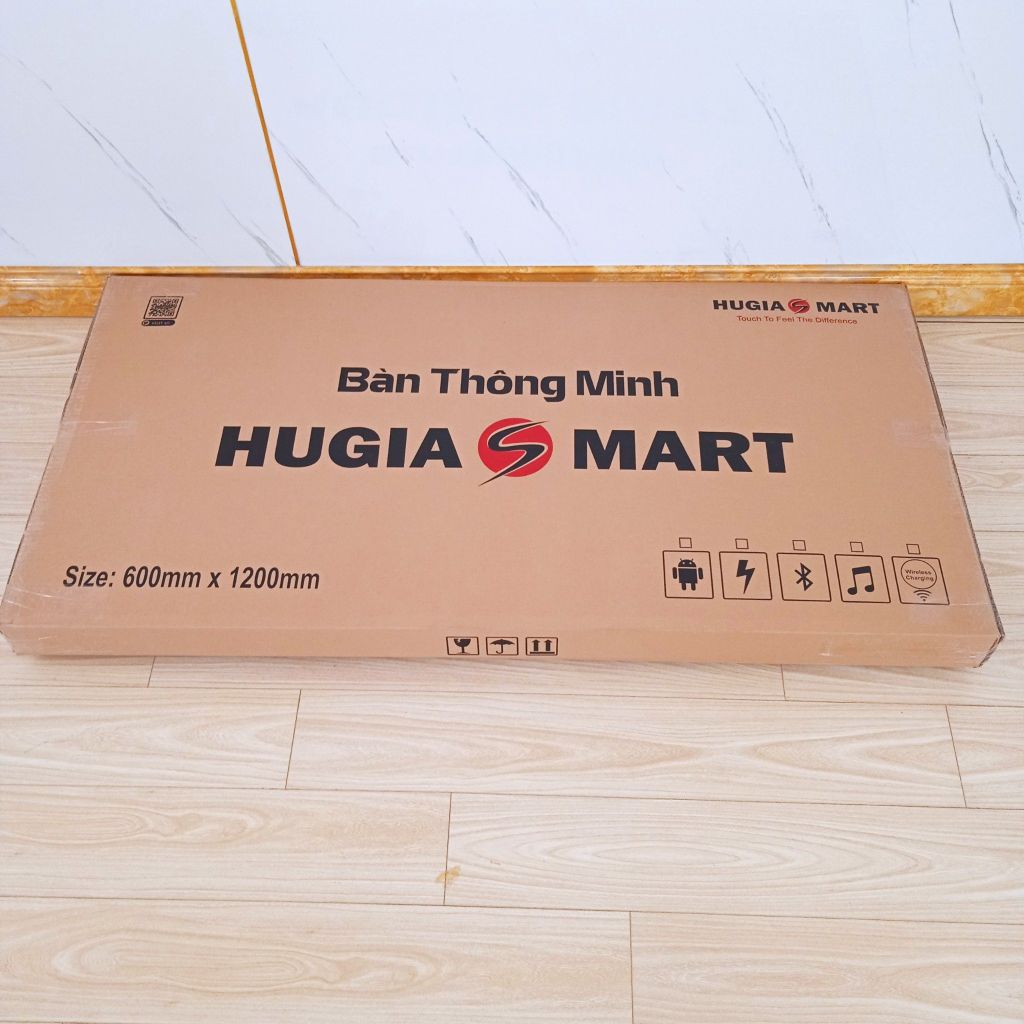 HUGIA S MART
Touch To Feel The Difference
Bàn Thông Minh
HUGIA S MART
Size: 600mm x 1200mm
Wireless
Charging